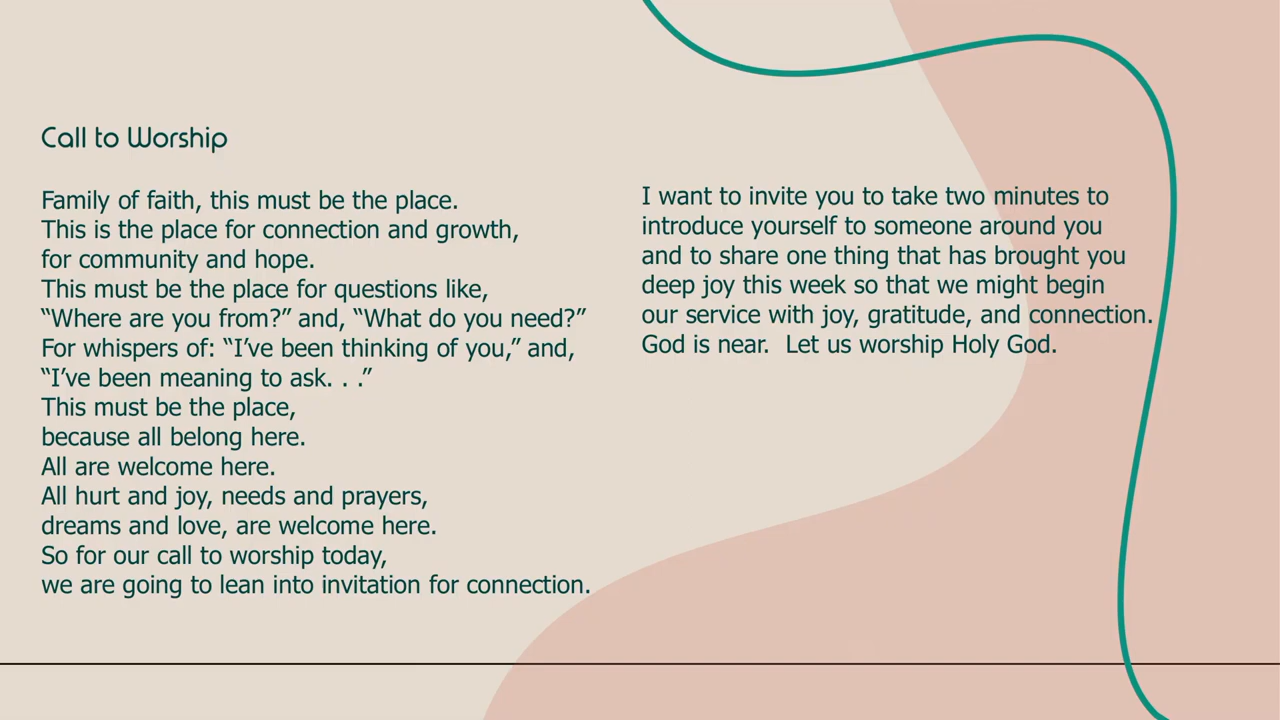 Call to Worship
Family of faith, this must be the place.
This is the place for connection and growth,
for community and hope.
This must be the place for questions like,
“Where are you from?” and, “What do you need?”
For whispers of: “I’ve been thinking of you,” and,
“I’ve been meaning to ask. . .”
This must be the place,
because all belong here.
All are welcome here.
All hurt and joy, needs and prayers,
dreams and love, are welcome here.
So for our call to worship today,
we are going to lean into invitation for connection.
I want to invite you to take two minutes to
introduce yourself to someone around you
and to share one thing that has brought you
deep joy this week so that we might begin
our service with joy, gratitude, and connection.
God is near.  Let us worship Holy God.